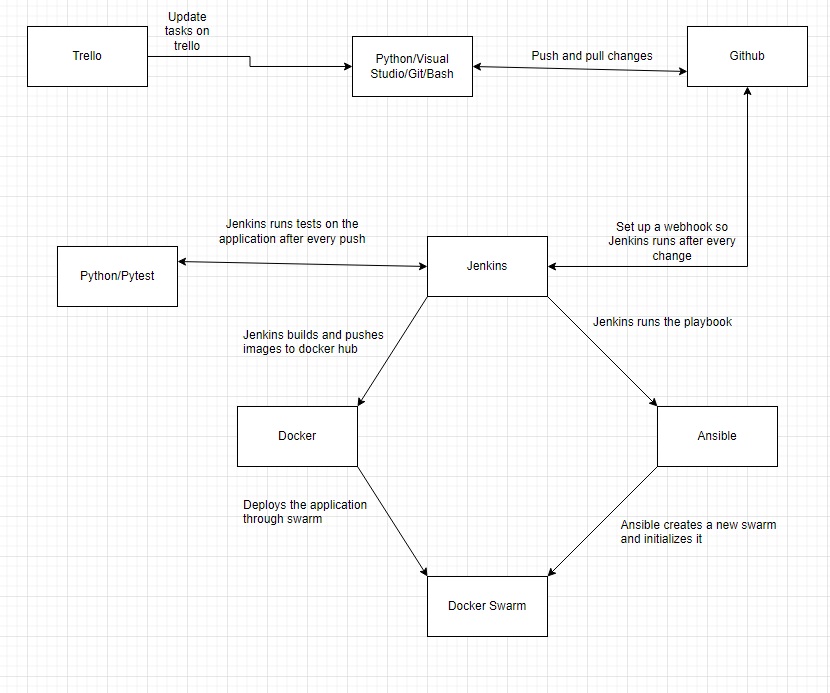 Update
tasks on
trello
Trello
Python/Visual
Studio/Git/Bash
Push and pull changes
Github
Jenkins runs tests on the
application after every push
Set up a webhook so
Jenkins runs after every
change
Python/Pytest
Jenkins
Jenkins builds and pushes
images to docker hub
Jenkins runs the playbook
Docker
Ansible
Deploys the application
through swarm
Ansible creates a new swarm
and initializes it
Docker Swarm